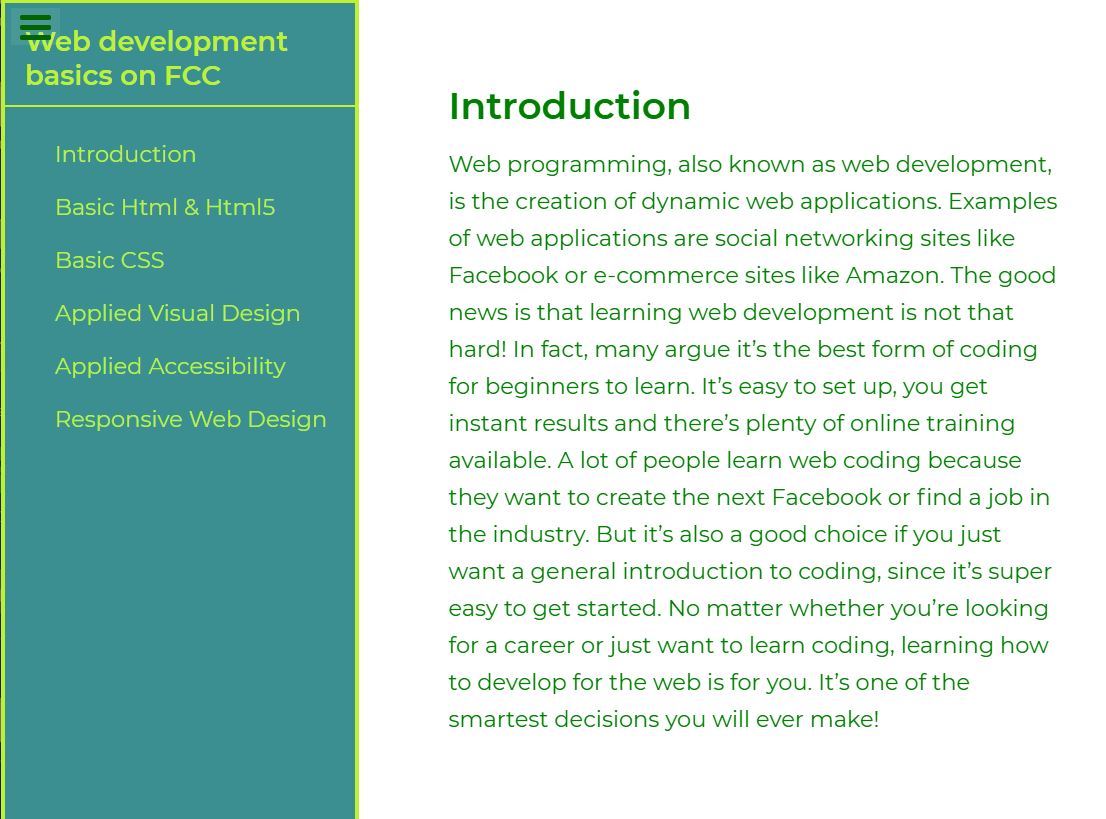 Web development
basics on FCC
Introduction
Basic Html & Html5
Basic CSS
Applied Visual Design
Applied Accessibility
Responsive Web Design
Introduction
Web programming, also known as web development,
is the creation of dynamic web applications. Examples
of web applications are social networking sites like
Facebook or e-commerce sites like Amazon. The good
news is that learning web development is not that
hard! In fact, many argue it’s the best form of coding
for beginners to learn. It’s easy to set up, you get
instant results and there’s plenty of online training
available. A lot of people learn web coding because
they want to create the next Facebook or find a job in
the industry. But it’s also a good choice if you just
want a general introduction to coding, since it’s super
easy to get started. No matter whether you’re looking
for a career or just want to learn coding, learning how
to develop for the web is for you. It’s one of the
smartest decisions you will ever make!